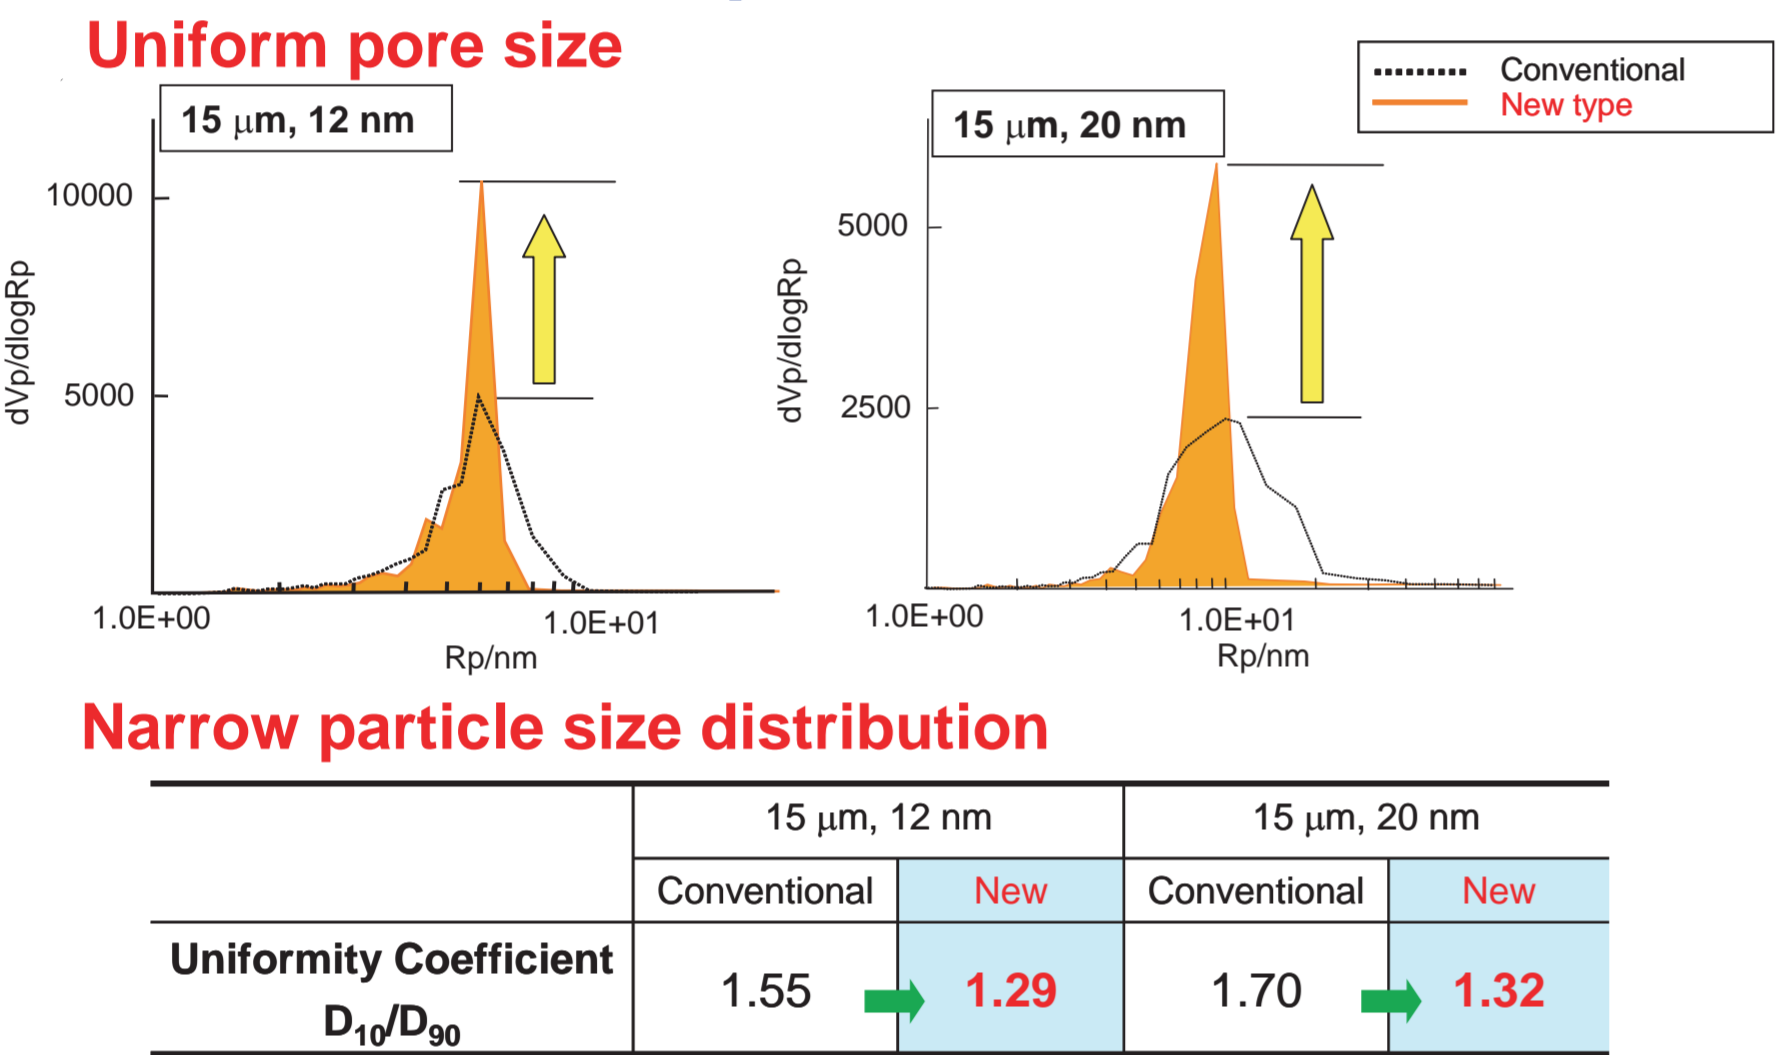 Uniform pore size
Conventional
New type
15 μm, 12 nm
10000
5000
dVp/dlogRp
1.0E+00
1.0E+01
Rp/nm
15 μm, 20 nm
5000
2500
dVp/dlogRp
1.0E+00
1.0E+01
Rp/nm
Narrow particle size distribution
15 μm, 12 nm 15 μm, 20 nm
Conventional New Conventional New
Uniformity Coefficient
D10/D90 1.55 1.29 1.70 1.32